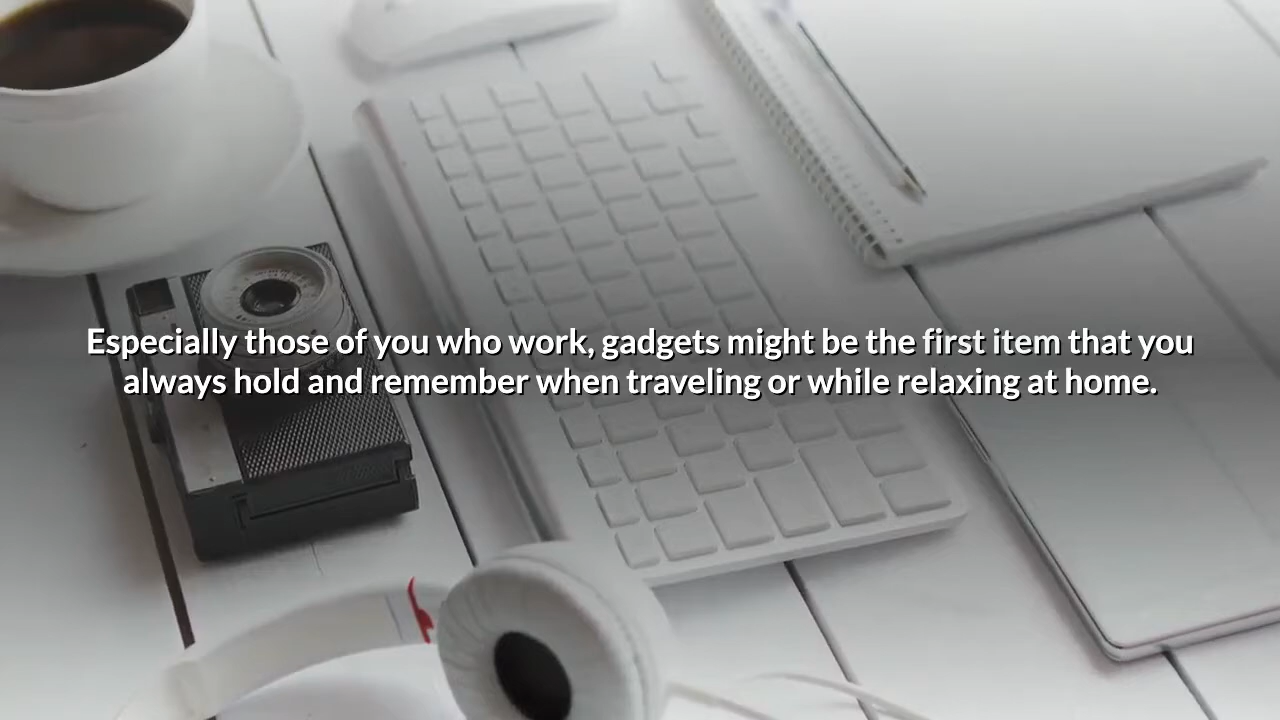 Especially those of you who work, gadgets might be the first item that you
always hold and remember when traveling or while relaxing at home.